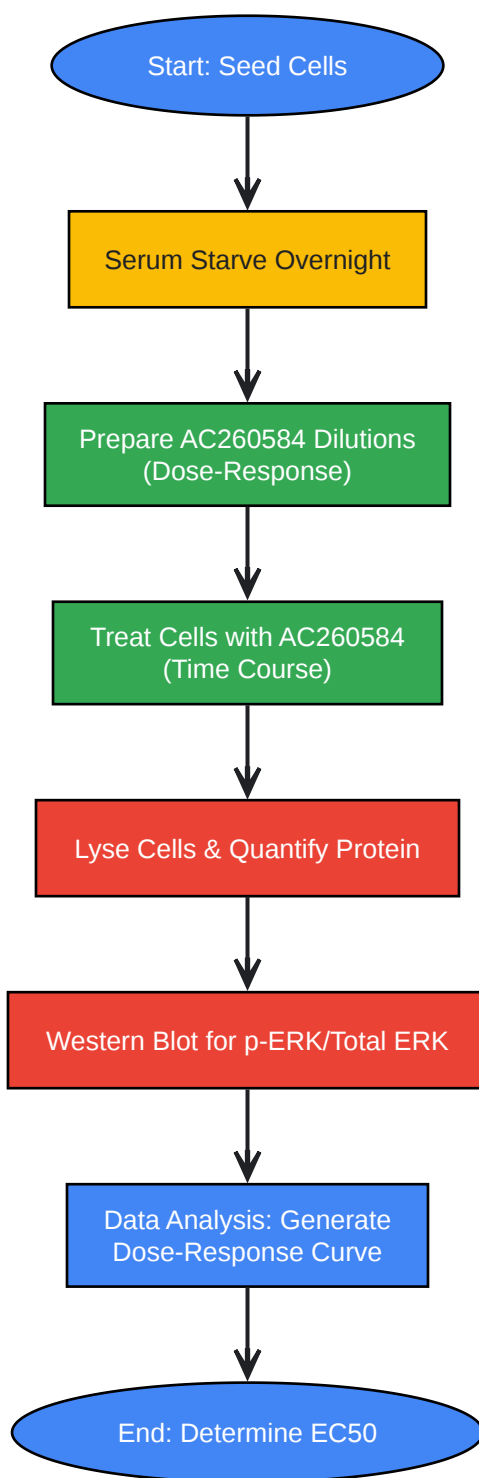 Start: Seed Cells
Serum Starve Overnight
Prepare AC260584 Dilutions
(Dose-Response)
Treat Cells with AC260584
(Time Course)
Lyse Cells & Quantify Protein
Western Blot for p-ERK/Total ERK
Data Analysis: Generate
Dose-Response Curve
End: Determine EC50